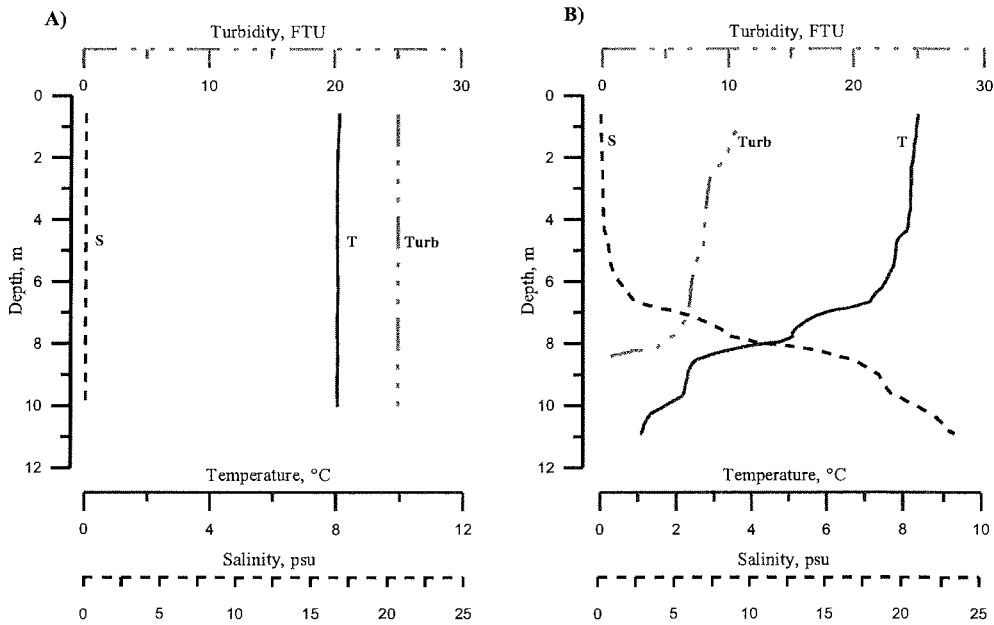 A)
Turbidity, FTU
0 10 20 30
0
2
4
6
8
10
12
Depth, m
S
T
Turb
Temperature, °C
0 4 8 12
Salinity, psu
0 5 10 15 20 25
B)
Turbidity, FTU
0 10 20 30
0
2
4
6
8
10
12
Depth, m
S
Turb
T
Temperature, °C
0 2 4 6 8 10
Salinity, psu
0 5 10 15 20 25